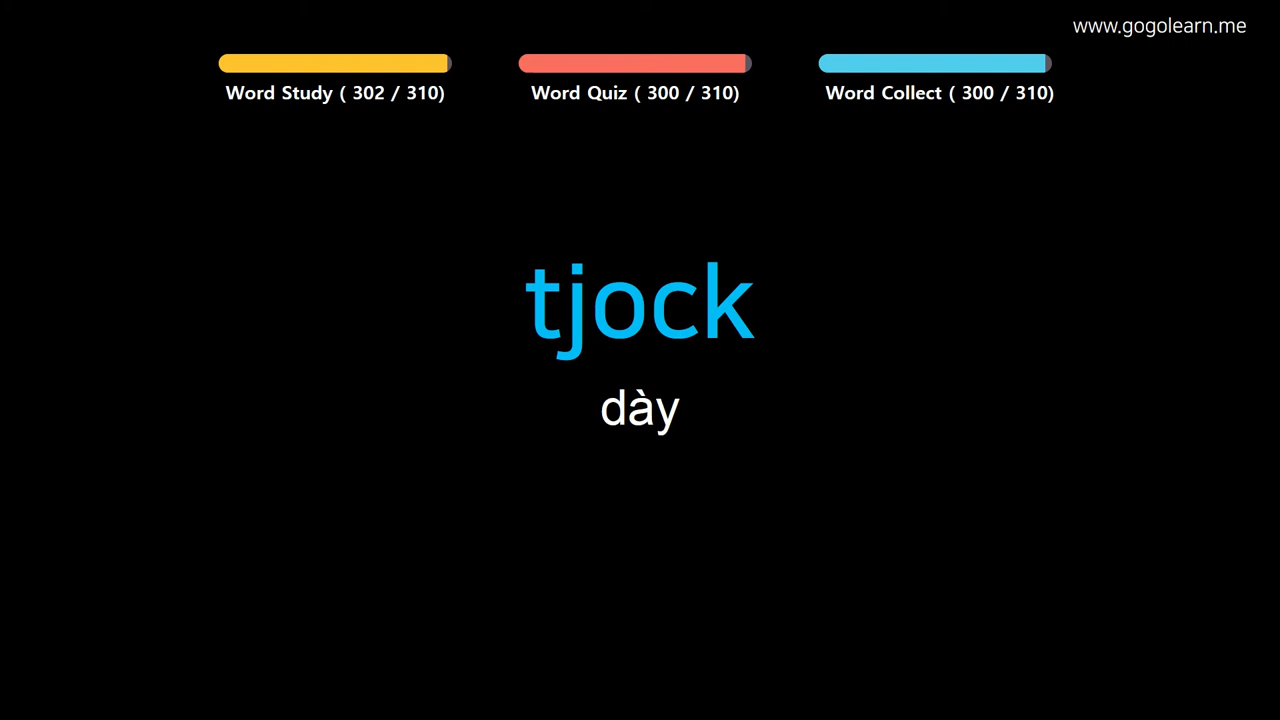 www.gogolearn.me
Word Study ( 302 / 310)
Word Quiz ( 300 / 310)
Word Collect ( 300 / 310)
tjock
dày